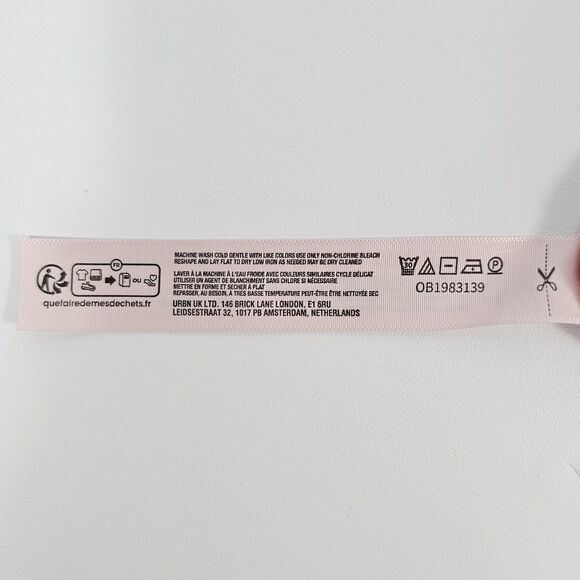 MACHINE WASH COLD GENTLE WITH LIKE COLORS USE ONLY NON-CHLORINE BLEACH
RESHAPE AND LAY FLAT TO DRY LOW IRON AS NEEDED MAY BE DRY CLEANED
LAVER À LA MACHINE À L'EAU FROIDE AVEC COULEURS SIMILAIRES CYCLE DÉLICAT
UTILISER UN AGENT DE BLANCHIMENT SANS CHLORE SI NÉCESSAIRE
METTRE EN FORME ET SÉCHER À PLAT
REPASSER, AU BESOIN, À TRÈS GASSE TEMPÉRATURE PEUT-ÊTRE ÊTRE NETTOYÉE SEC
URBN UK LTD. 146 BRICK LANE LONDON, E1 6RU
LEIDSESTRAAT 32, 1017 PB AMSTERDAM, NETHERLANDS
FR
OU
quefairedemesdechets.fr
30
P
OB1983139